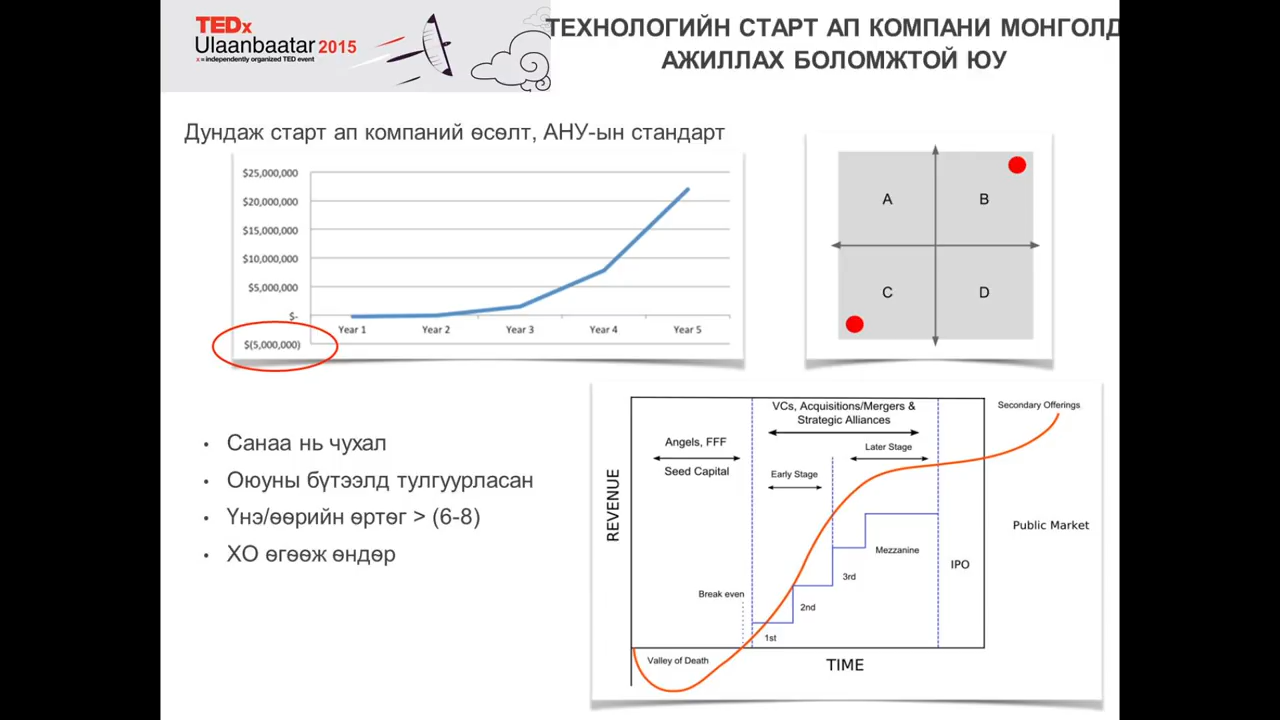 TEDx
Ulaanbaatar 2015
x = independently organized TED event
ТЕХНОЛОГИЙН СТАРТ АП КОМПАНИ МОНГОЛД
АЖИЛЛАХ БОЛОМЖТОЙ ЮУ
Дундаж старт ап компаний өсөлт, АНУ-ын стандарт
$25,000,000
$20,000,000
$15,000,000
$10,000,000
$5,000,000
$-
$(5,000,000)
Year 1 Year 2 Year 3 Year 4 Year 5
A B
C D
Санаа нь чухал
Оюуны бүтээлд тулгуурласан
Үнэ/өөрийн өртөг > (6-8)
ХО өгөөж өндөр
VCs, Acquisitions/Mergers &
Strategic Alliances
Secondary Offerings
Angels, FFF
Seed Capital
Later Stage
Early Stage
REVENUE
Public Market
Mezzanine
IPO
3rd
Break even
2nd
1st
Valley of Death
TIME